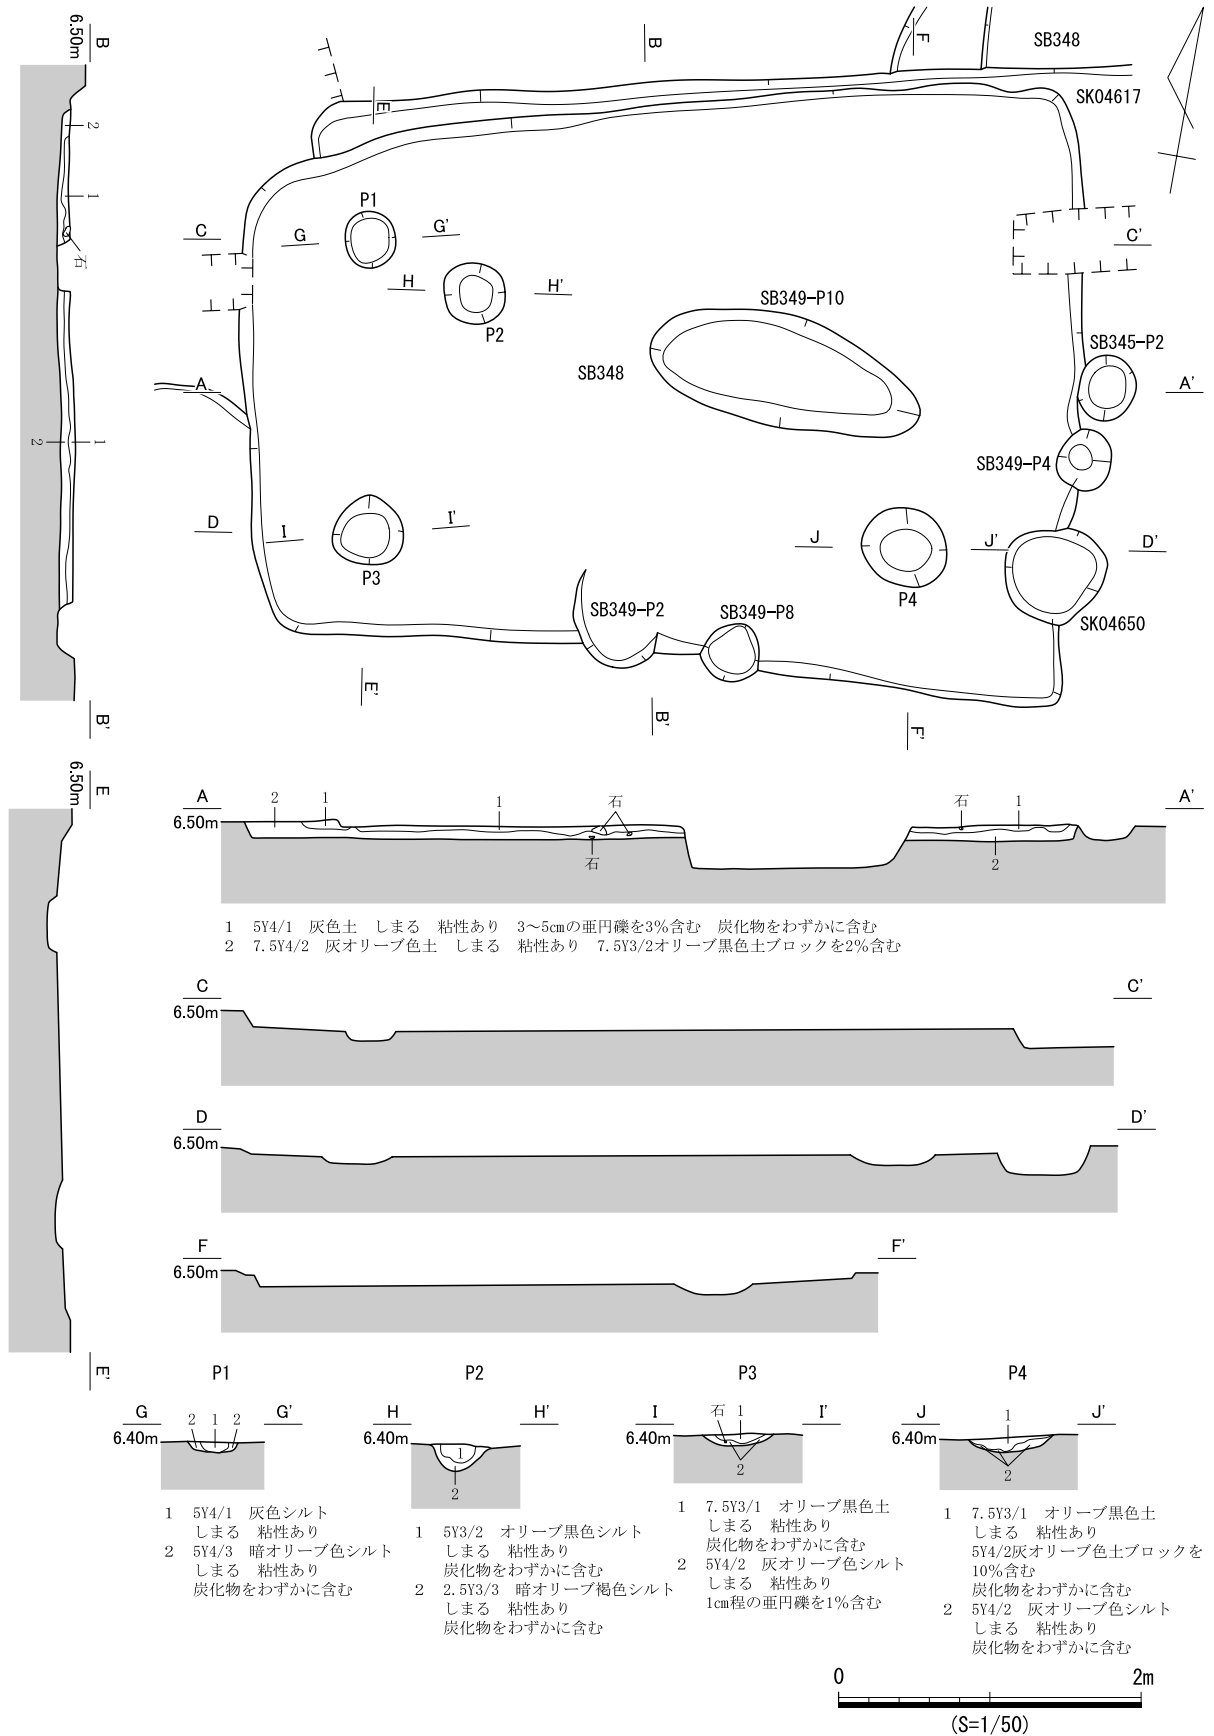 6.50m
B
B
F
SB348
SK04617
E
2
1
石
P1
C
G
G'
C'
H
H'
P2
SB349-P10
SB348
SB345-P2
A
A'
2
1
SB349-P4
D
I
I'
J
J'
D'
P3
P4
SB349-P2
SB349-P8
SK04650
E'
B'
F'
B'
6.50m
E
A
2
1
1
石
石
1
A'
6.50m
石
2
1 5Y4/1 灰色土 しまる 粘性あり 3～5㎝の亜円礫を3％含む 炭化物をわずかに含む
2 7.5Y4/2 灰オリーブ色土 しまる 粘性あり 7.5Y3/2オリーブ黒色土ブロックを2％含む
C
C'
6.50m
D
D'
6.50m
F
F'
6.50m
E'
P1
P2
P3
P4
G
2
1
2
G'
6.40m
H
H'
6.40m
1
2
I
石
1
I'
6.40m
2
J
1
J'
6.40m
2
1 5Y4/1 灰色シルト
しまる 粘性あり
2 5Y4/3 暗オリーブ色シルト
しまる 粘性あり
炭化物をわずかに含む
1 5Y3/2 オリーブ黒色シルト
しまる 粘性あり
炭化物をわずかに含む
2 2.5Y3/3 暗オリーブ褐色シルト
しまる 粘性あり
炭化物をわずかに含む
1 7.5Y3/1 オリーブ黒色土
しまる 粘性あり
炭化物をわずかに含む
2 5Y4/2 灰オリーブ色シルト
しまる 粘性あり
1㎝程の亜円礫を1％含む
1 7.5Y3/1 オリーブ黒色土
しまる 粘性あり
5Y4/2灰オリーブ色土ブロックを
10％含む
炭化物をわずかに含む
2 5Y4/2 灰オリーブ色シルト
しまる 粘性あり
炭化物をわずかに含む
0
2m
(S=1/50)